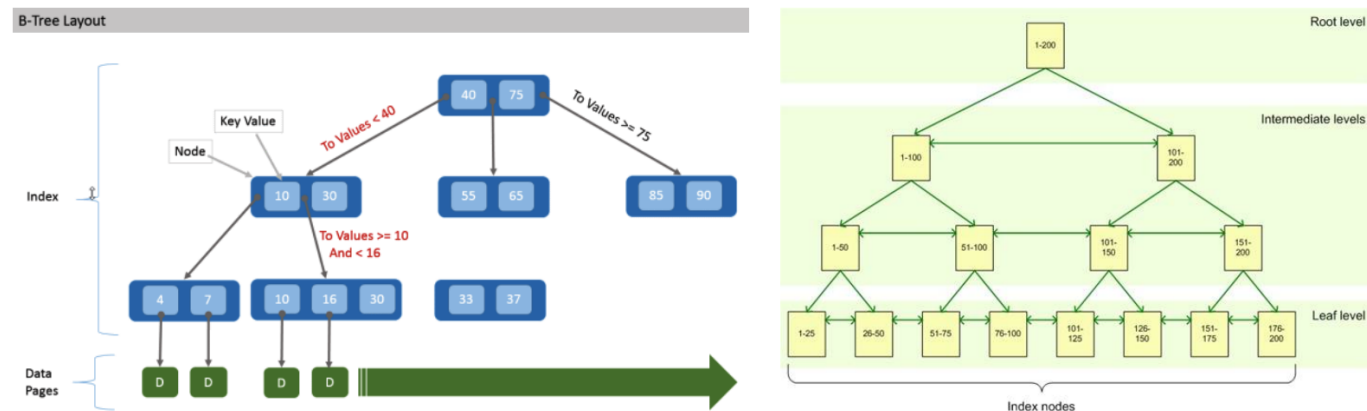 B-Tree Layout
40 75
To Values < 40
To Values >= 75
Key Value
Node
Index
10 30
55 65
85 90
To Values >= 10
And < 16
4 7
10 16 30
33 37
Data
Pages
D D D D
Root level
1-200
Intermediate levels
1-100
101-
200
1-50
51-100
101-
150
151-
200
Leaf level
1-25
26-50
51-75
76-100
101-
125
126-
150
151-
175
176-
200
Index nodes